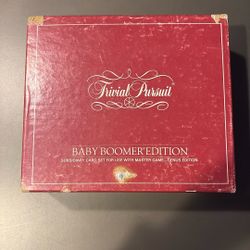 Trivial Pursuit
BABY BOOMER EDITION
SUBSIDIARY CARD SET FOR USE WITH MASTER GAME - GENUS EDITION